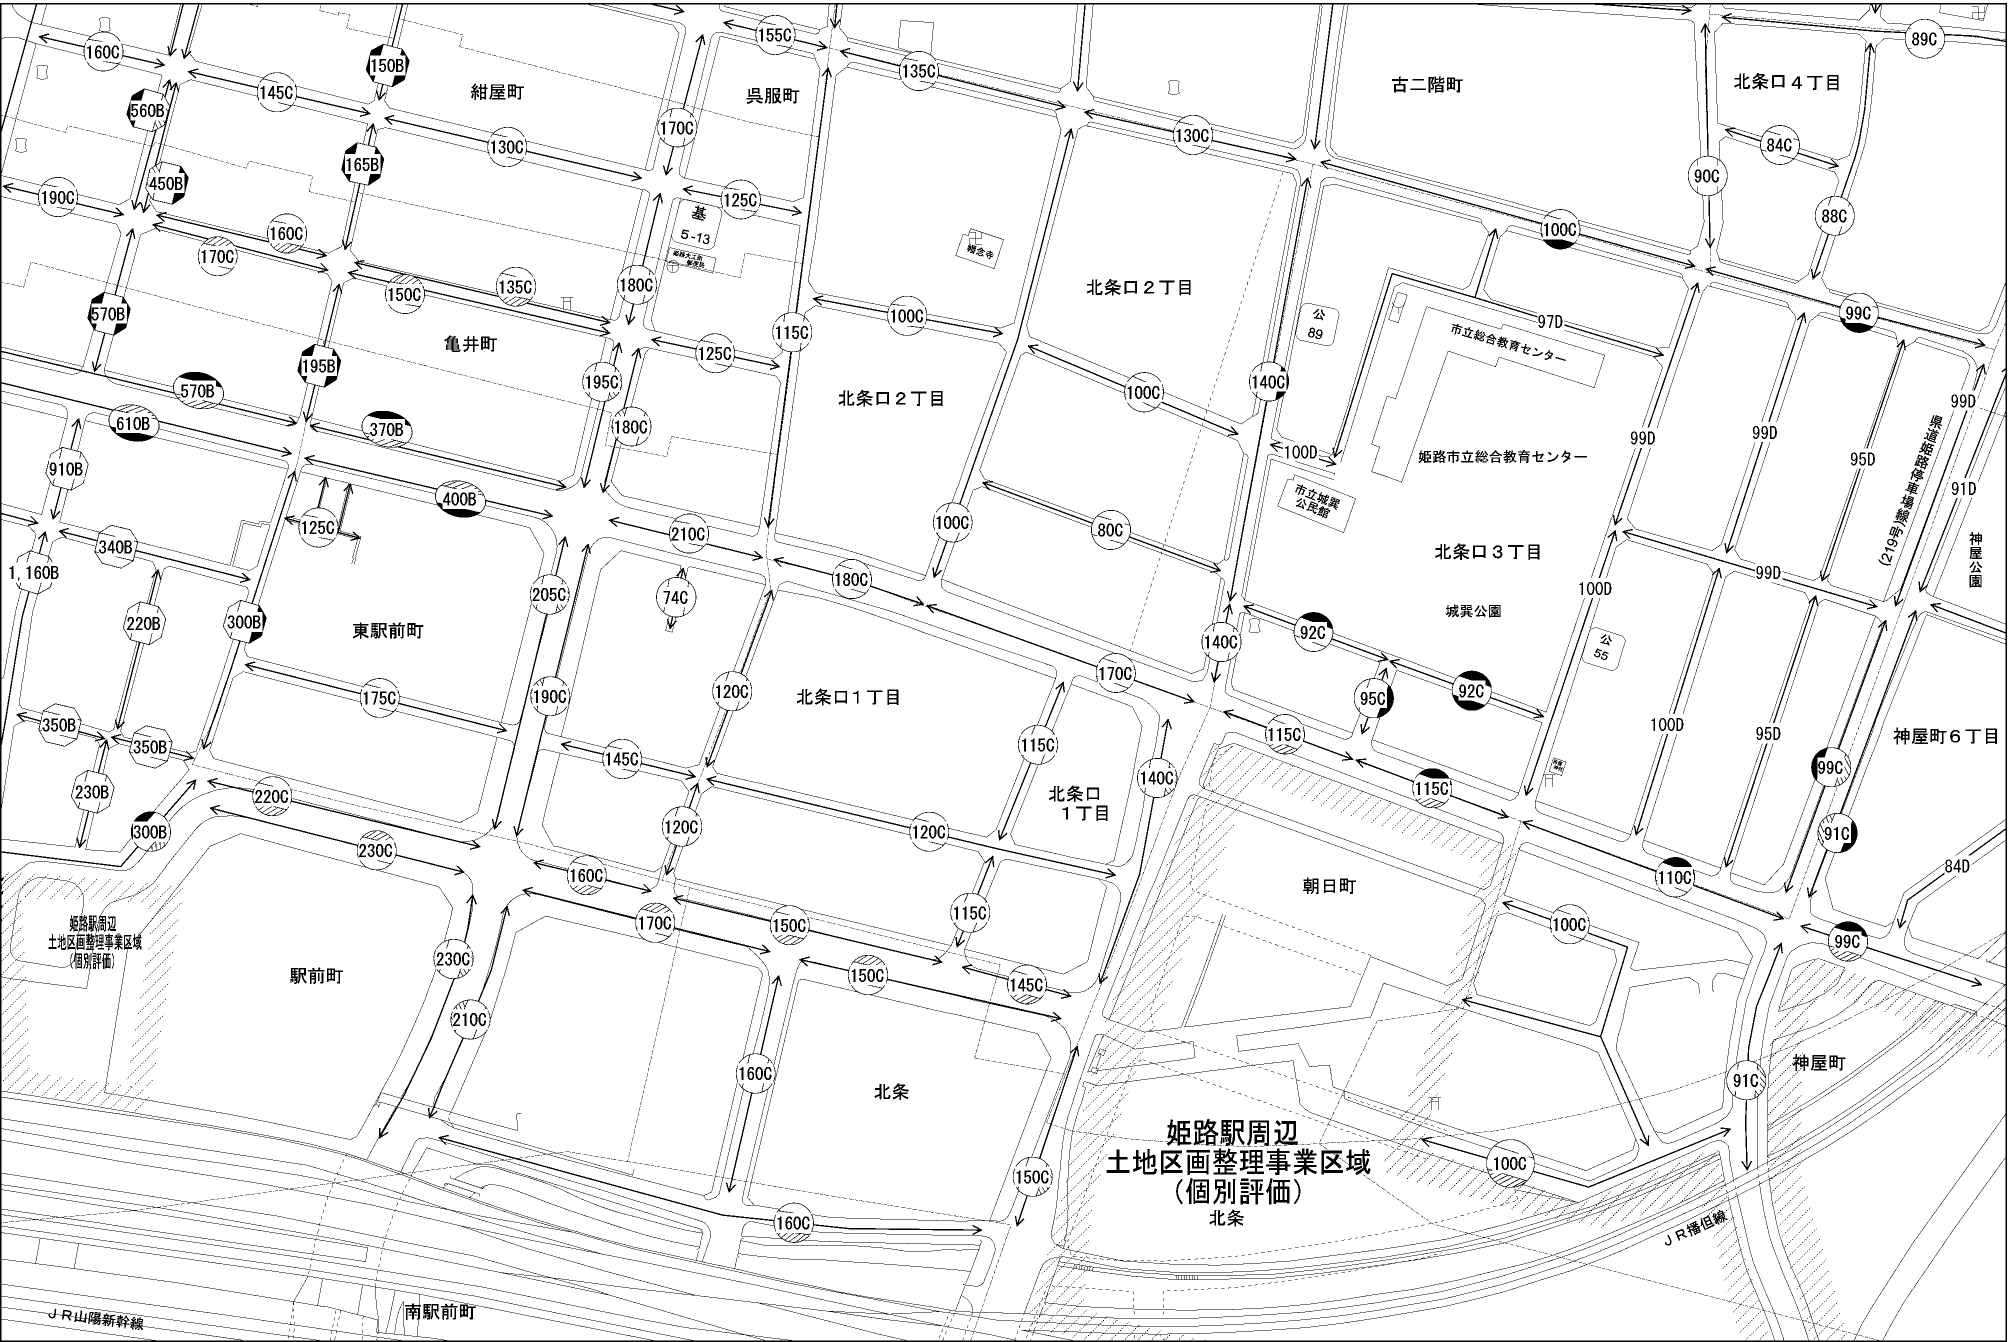 155C
89C
160C
150B
135C
145C
紺屋町
呉服町
古二階町
北条口４丁目
560B
170C
130C
130C
84C
165B
450B
90C
190C
125C
88C
基
5-13
160C
170C
100C
幡念寺
135C
150C
180C
北条口２丁目
570B
115C
100C
公
89
97D
99C
市立総合教育センター
亀井町
125C
195B
195C
140C
570B
100C
北条口２丁目
99D
610B
370B
180C
99D
99D
県道姫路停車場線
(219号)
100D
姫路市立総合教育センター
95D
910B
91D
400B
市立城巽
公民館
125C
210C
100C
80C
340B
北条口３丁目
神屋公園
1,160B
180C
99D
205C
74C
100D
城巽公園
220B
300B
東駅前町
92C
140C
公
55
170C
175C
190C
120C
北条口１丁目
95C
92C
350B
100D
95D
神屋町６丁目
350B
145C
115C
115C
140C
99C
230B
220C
北条口
１丁目
115C
300B
120C
120C
91C
230C
160C
110C
84D
朝日町
姫路駅周辺
土地区画整理事業区域
(個別評価)
170C
150C
115C
100C
99C
駅前町
230C
150C
145C
210C
160C
北条
神屋町
91C
姫路駅周辺
土地区画整理事業区域
(個別評価)
北条
150C
100C
160C
ＪＲ播但線
ＪＲ山陽新幹線
南駅前町